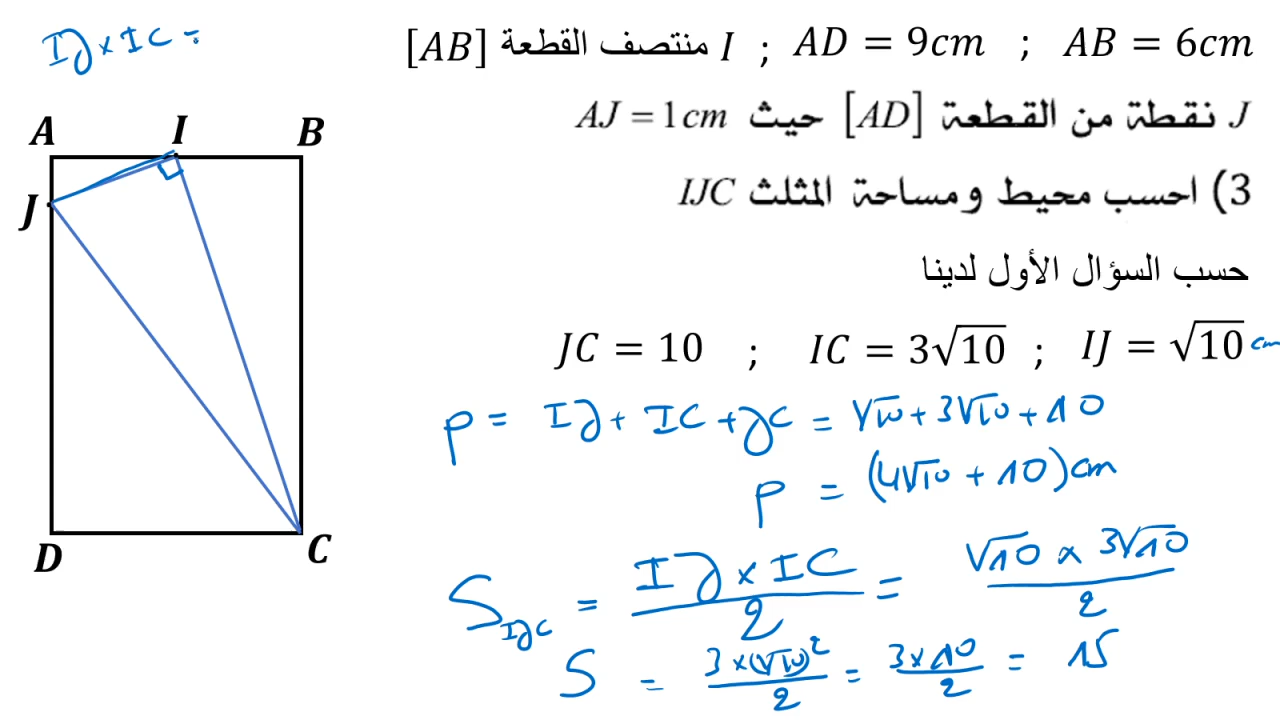 AB = 6cm ; AD = 9cm ; I منتصف القطعة [AB]
J نقطة من القطعة [AD] حيث AJ = 1cm
3) احسب محيط ومساحة المثلث IJC
حسب السؤال الأول لدينا
IJ = √10 cm ; IC = 3√10 ; JC = 10
P = IJ + IC + JC = √10 + 3√10 + 10
P = (4√10 + 10) cm
S_IJC = (IJ × IC)/2 = (√10 × 3√10)/2
S = (3 × (√10)²)/2 = (3 × 10)/2 = 15
IJ × IC =
A I B
J
D C